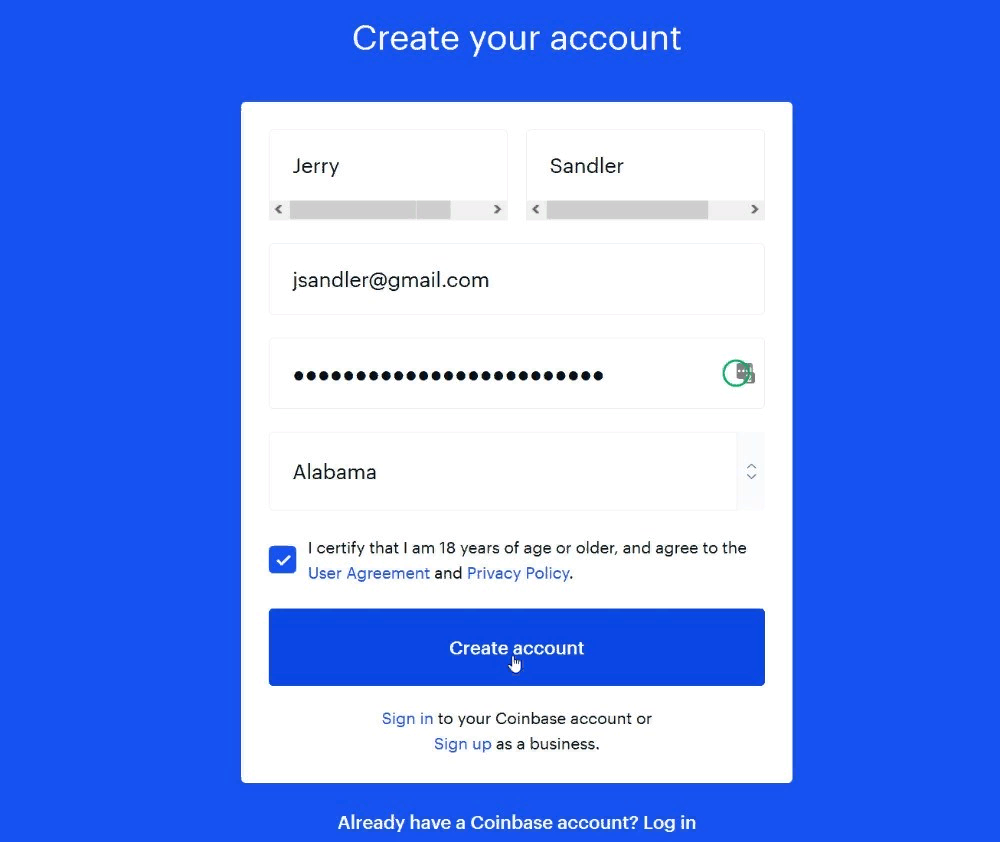 Create your account
Jerry
Sandler
jsandler@gmail.com
●●●●●●●●●●●●●●●●●●●●●●●●●
Alabama
I certify that I am 18 years of age or older, and agree to the
User Agreement and Privacy Policy.
Create account
Sign in to your Coinbase account or
Sign up as a business.
Already have a Coinbase account? Log in